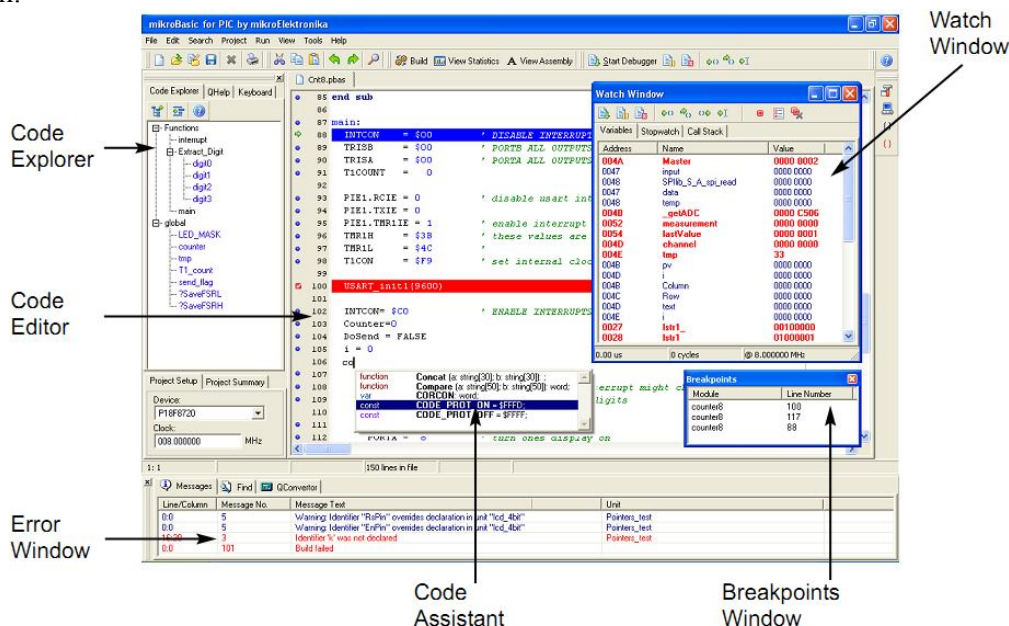 n.
mikroBasic for PIC by mikroElektronika
File Edit Search Project Run View Tools Help
Build View Statistics A View Assembly Start Debugger
Watch
Window
Code Explorer QHelp Keyboard
Cnt8.pbas
Code
Explorer
Functions
interrupt
Extract_Digit
digit0
digit1
digit2
digit3
main
global
LED_MASK
counter
tmp
T1_count
send_flag
?SaveFSRL
?SaveFSRH
85 end sub
86
87 main:
88 INTCON = $00 ' DISABLE INTERRUPT
89 TRISB = $00 ' PORTB ALL OUTPUTS
90 TRISA = $00 ' PORTA ALL OUTPUTS
91 T1COUNT = 0
92
93 PIE1.RCIE = 0 ' disable usart int
94 PIE1.TXIE = 0
95 PIE1.TMR1IE = 1 ' enable interrupt
96 TMR1H = $3B ' these values are
97 TMR1L = $4C '
98 T1CON = $F9 ' set internal cloc
99
100 USART_init1(9600)
101
102 INTCON= $C0 ' ENABLE INTERRUPTS
103 Counter=0
104 DoSend = FALSE
105 i = 0
106 co
107
108 errupt might c
109 digits
110
111
112 PORTA = 0 ' turn ones display on
function Concat (a: string[30]; b: string[30]); ;
function Compare (a: string[50]; b: string[50]); word;
var CORCON: word;
const CODE_PROT_ON = $FFFD;
const CODE_PROT_OFF = $FFFF;
Code
Editor
Watch Window
Variables Stopwatch Call Stack
Address Name Value
004A Master 0000 0002
0047 input 0000 0000
0048 SPIlib_S_A_spi_read 0000 0000
0047 data 0000 0000
0048 temp 0000 0000
004B _getADC 0000 C506
0052 measurement 0000 0000
0054 lastValue 0000 0001
004D channel 0000 0000
004E tmp 33
004B pv 0000 0000
004D i 0000 0000
004B Column 0000 0000
004C Row 0000 0000
004D text 0000 0000
004E i 0000 0000
0027 lstr1_ 00100000
0028 lstr1 01000001
0.00 us 0 cycles @ 8.000000 MHz
Breakpoints
Module Line Number
counter8 100
counter8 117
counter8 88
Project Setup Project Summary
Device:
P18F8720
Clock:
008.000000 MHz
1: 1 150 lines in file
Messages Find QConvertor
Line/Column Message No. Message Text Unit
0:0 5 Warning: Identifier "RsPin" overrides declaration in unit "lcd_4bit" Pointers_test
0:0 5 Warning: Identifier "EnPin" overrides declaration in unit "lcd_4bit" Pointers_test
16:20 3 Identifier 'k' was not declared Pointers_test
0:0 101 Build failed
Error
Window
Code
Assistant
Breakpoints
Window